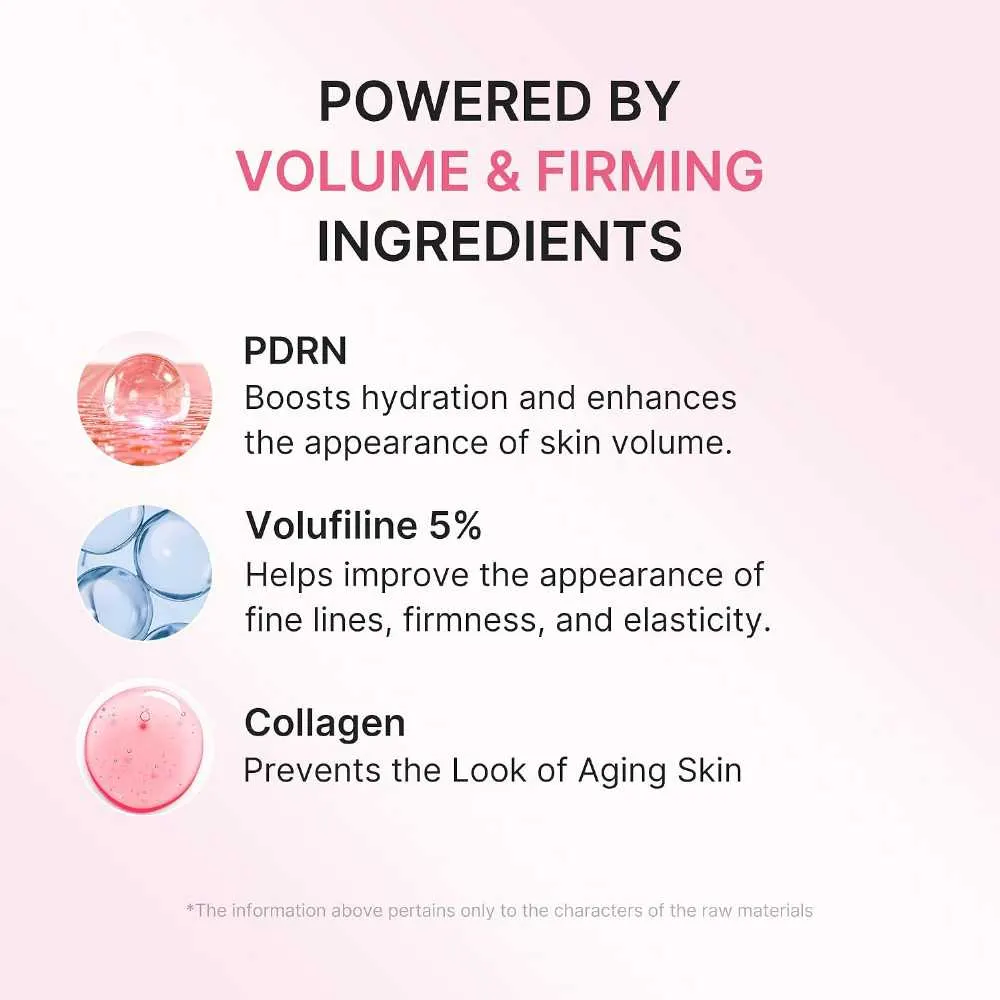 POWERED BY
VOLUME & FIRMING
INGREDIENTS
PDRN
Boosts hydration and enhances
the appearance of skin volume.
Volufiline 5%
Helps improve the appearance of
fine lines, firmness, and elasticity.
Collagen
Prevents the Look of Aging Skin
*The information above pertains only to the characters of the raw materials